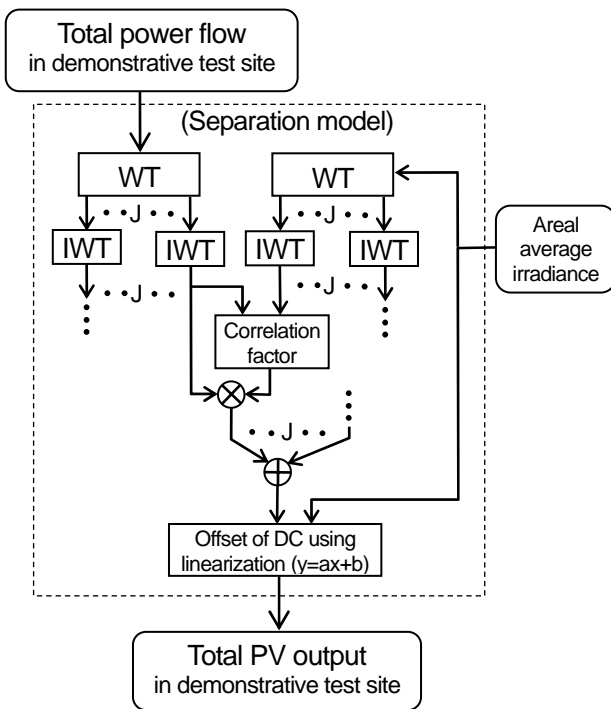 Total power flow
in demonstrative test site
(Separation model)
WT
WT
J
J
IWT
IWT
IWT
IWT
Areal
average
irradiance
J
J
Correlation
factor
J
Offset of DC using
linearization (y=ax+b)
Total PV output
in demonstrative test site